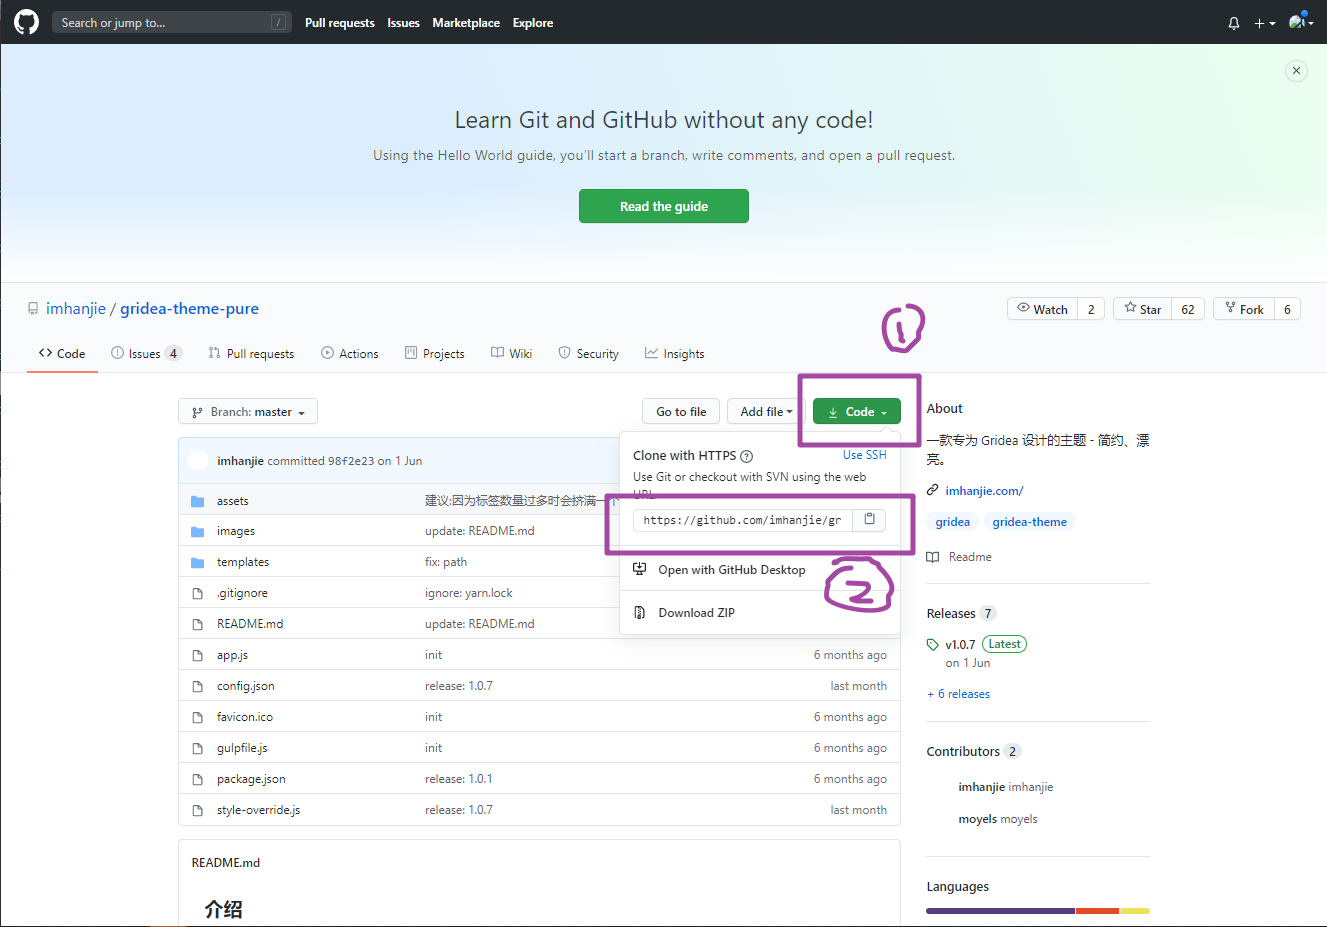 Search or jump to... /
Pull requests Issues Marketplace Explore
Learn Git and GitHub without any code!
Using the Hello World guide, you'll start a branch, write comments, and open a pull request.
Read the guide
imhanjie / gridea-theme-pure
Watch 2 Star 62 Fork 6
1
Code Issues 4 Pull requests Actions Projects Wiki Security Insights
Branch: master Go to file Add file Code
Clone with HTTPS ? Use SSH
Use Git or checkout with SVN using the web
URL.
https://github.com/imhanjie/gr
Open with GitHub Desktop
2
Download ZIP
imhanjie committed 98f2e23 on 1 Jun
assets 建议:因为标签数量过多时会挤满一个
images update: README.md
templates fix: path
.gitignore ignore: yarn.lock
README.md update: README.md
app.js init 6 months ago
config.json release: 1.0.7 last month
favicon.ico init 6 months ago
gulpfile.js init 6 months ago
package.json release: 1.0.1 6 months ago
style-override.js release: 1.0.7 last month
README.md
介绍
About
一款专为 Gridea 设计的主题 - 简约、漂
亮。
imhanjie.com/
gridea gridea-theme
Readme
Releases 7
v1.0.7 Latest
on 1 Jun
+ 6 releases
Contributors 2
imhanjie imhanjie
moyels moyels
Languages